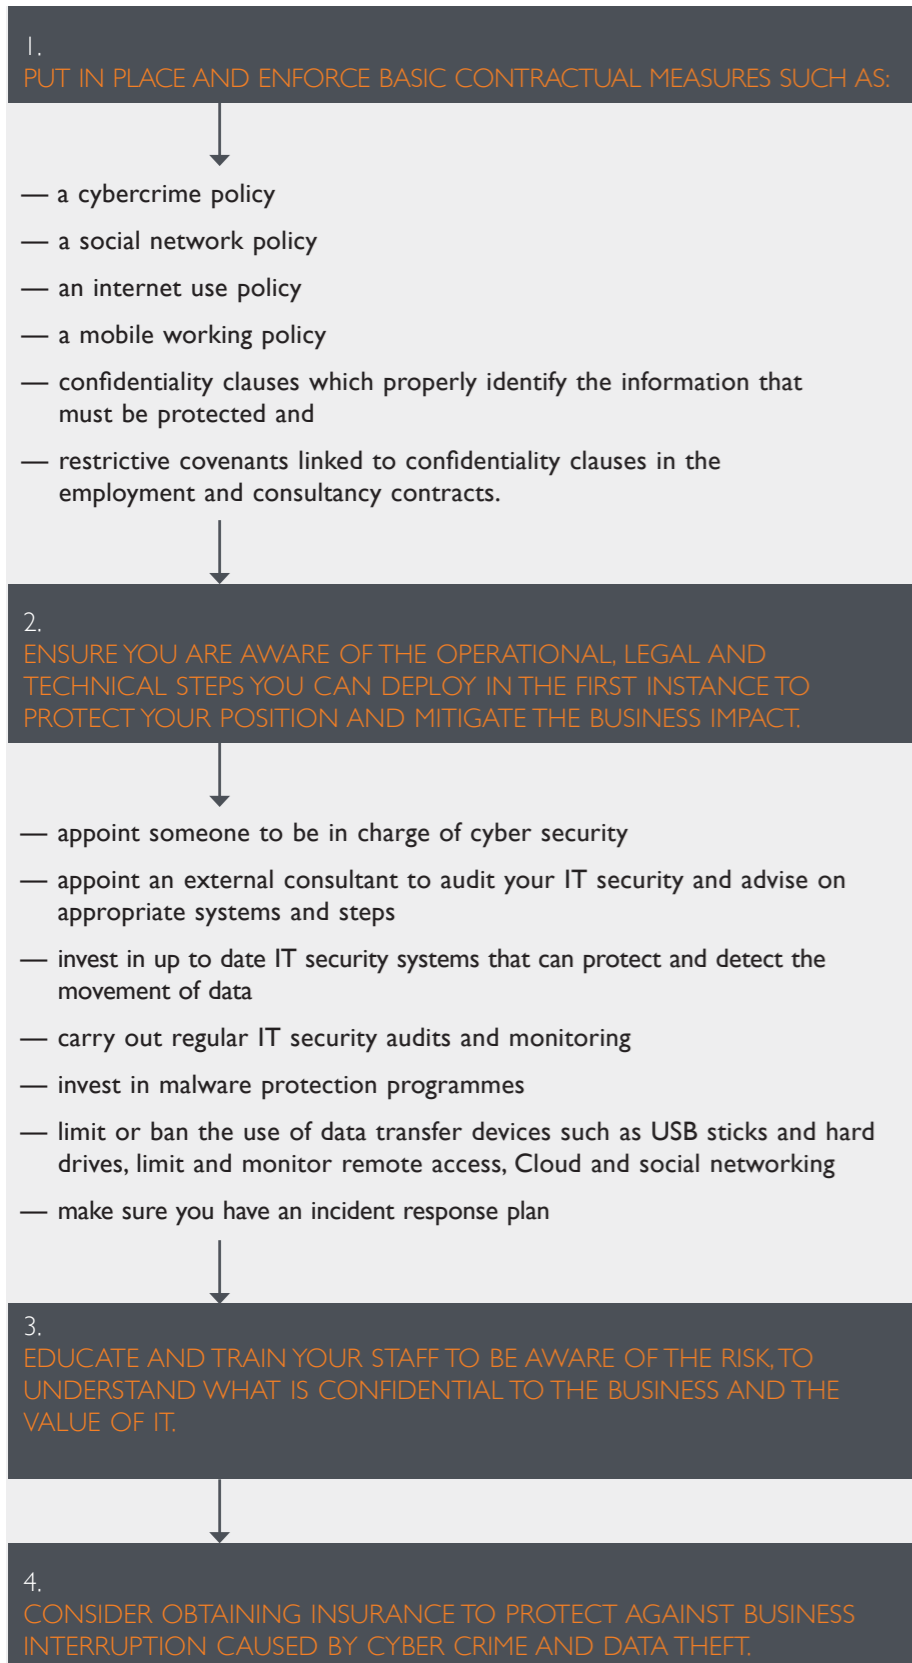 1.
PUT IN PLACE AND ENFORCE BASIC CONTRACTUAL MEASURES SUCH AS:
— a cybercrime policy
— a social network policy
— an internet use policy
— a mobile working policy
— confidentiality clauses which properly identify the information that
must be protected and
— restrictive covenants linked to confidentiality clauses in the
employment and consultancy contracts.
2.
ENSURE YOU ARE AWARE OF THE OPERATIONAL, LEGAL AND
TECHNICAL STEPS YOU CAN DEPLOY IN THE FIRST INSTANCE TO
PROTECT YOUR POSITION AND MITIGATE THE BUSINESS IMPACT.
— appoint someone to be in charge of cyber security
— appoint an external consultant to audit your IT security and advise on
appropriate systems and steps
— invest in up to date IT security systems that can protect and detect the
movement of data
— carry out regular IT security audits and monitoring
— invest in malware protection programmes
— limit or ban the use of data transfer devices such as USB sticks and hard
drives, limit and monitor remote access, Cloud and social networking
— make sure you have an incident response plan
3.
EDUCATE AND TRAIN YOUR STAFF TO BE AWARE OF THE RISK, TO
UNDERSTAND WHAT IS CONFIDENTIAL TO THE BUSINESS AND THE
VALUE OF IT.
4.
CONSIDER OBTAINING INSURANCE TO PROTECT AGAINST BUSINESS
INTERRUPTION CAUSED BY CYBER CRIME AND DATA THEFT.